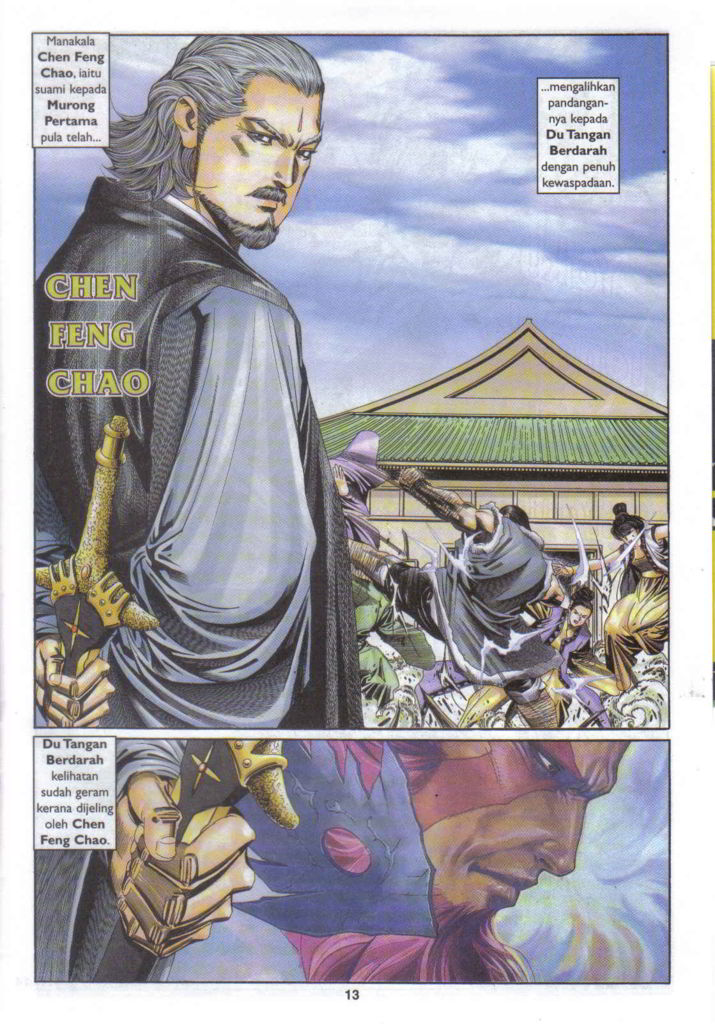 Manakala
Chen Feng
Chao, iaitu
suami kepada
Murong
Pertama
pula telah...
...mengalihkan
pandangan-
nya kepada
Du Tangan
Berdarah
dengan penuh
kewaspadaan.
CHEN
FENG
CHAO
Du Tangan
Berdarah
kelihatan
sudah geram
kerana dijeling
oleh Chen
Feng Chao.
13